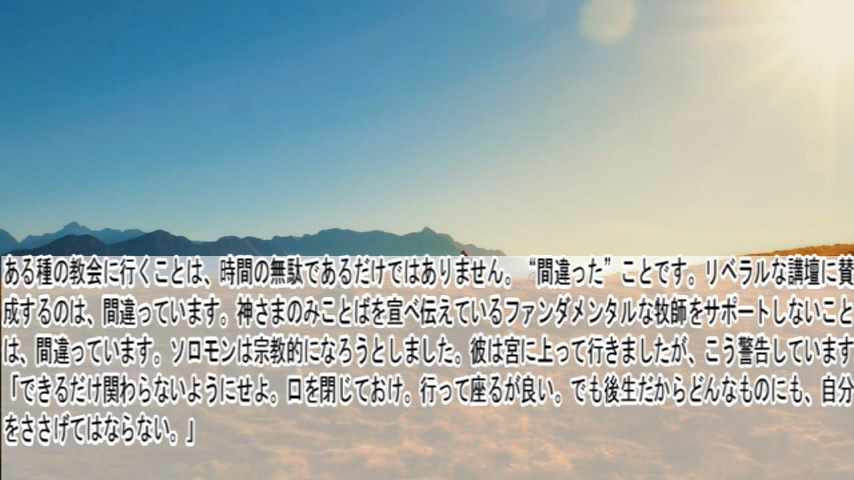 ある種の教会に行くことは、時間の無駄であるだけではありません。“間違った”ことです。リベラルな講壇に賛
成するのは、間違っています。神さまのみことばを宣べ伝えているファンダメンタルな牧師をサポートしないこと
は、間違っています。ソロモンは宗教的になろうとしました。彼は宮に上って行きましたが、こう警告しています
「できるだけ関わらないようにせよ。口を閉じておけ。行って座るが良い。でも後生だからどんなものにも、自分
をささげてはならない。」